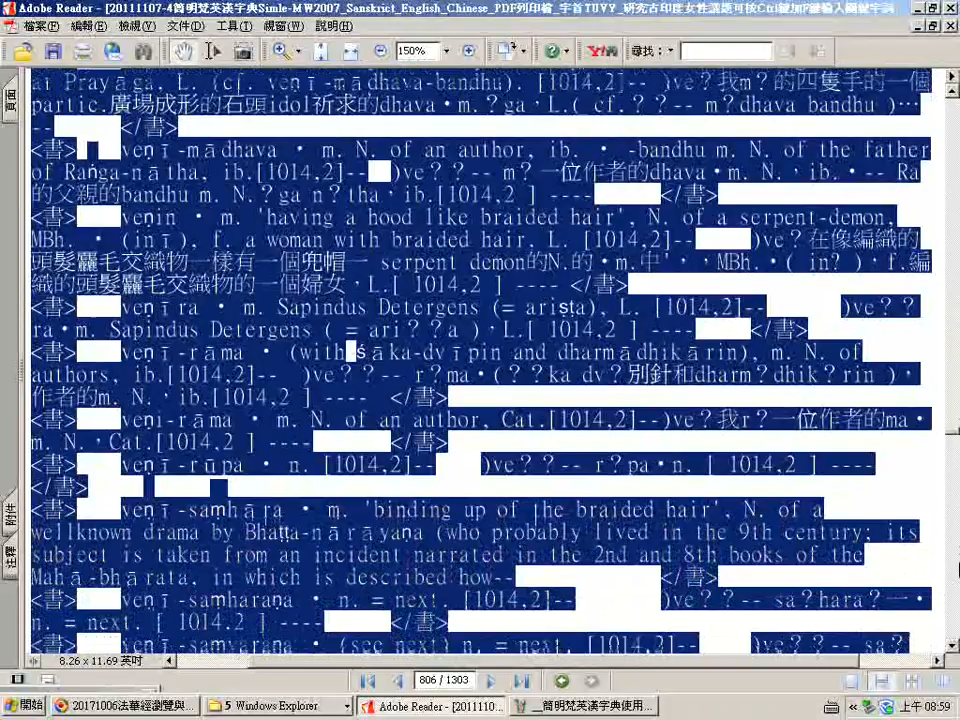 Adobe Reader - [20111107-4簡明梵英漢字典Simle-MW2007_Sanskrict_English_Chinese_PDF列印檔_字首TUVY_研究古印度女性議題可按Ctrl鍵加F鍵輸入關鍵字詞
檔案(F) 編輯(E) 檢視(V) 文件(D) 工具(T) 視窗(W) 說明(H)
150% Y! 尋找：
頁面
附件
注釋
at Prayāga, L. (cf. veṇī-mādhava-bandhu). [1014,2]-- )ve？我m？的四隻手的一個
partic.廣場成形的石頭idol祈求的dhava‧m.？ga，L.( cf.？？-- m？dhava bandhu )…
-- </書>
<書> veṇī-mādhava ‧ m. N. of an author, ib. ‧ -bandhu m. N. of the father
of Raṅga-nātha, ib.[1014,2]-- )ve？？-- m？一位作者的dhava‧m. N.，ib.‧-- Ra
的父親的bandhu m. N.？ga n？tha，ib.[1014,2 ] ---- </書>
<書> veṇin ‧ m. 'having a hood like braided hair', N. of a serpent-demon,
MBh. ‧ (inī), f. a woman with braided hair, L. [1014,2]-- )ve？在像編織的
頭髮麤毛交織物一樣有一個兜帽一 serpent demon的N.的‧m.中'，，MBh.‧( in? )，f.編
織的頭髮麤毛交織物的一個婦女，L.[ 1014,2 ] ---- </書>
<書> veṇīra ‧ m. Sapindus Detergens (= ariṣṭa), L. [1014,2]-- )ve？？
ra‧m. Sapindus Detergens ( = ari？？a )，L.[ 1014,2 ] ---- </書>
<書> veṇī-rāma ‧ (with śāka-dvīpin and dharmādhikārin), m. N. of
authors, ib.[1014,2]-- )ve？？-- r？ma‧(？？ka dv？別針和dharm？dhik？rin )，
作者的m. N.，ib.[1014,2 ] ---- </書>
<書> veṇi-rāma ‧ m. N. of an author, Cat.[1014,2]--)ve？我r？一位作者的ma‧
m. N.，Cat.[1014,2 ] ---- </書>
<書> veṇī-rūpa ‧ n. [1014,2]-- )ve？？-- r？pa‧n. [ 1014,2 ] ----
</書>
<書> veṇī-saṃhāra ‧ m. 'binding up of the braided hair', N. of a
wellknown drama by Bhaṭṭa-nārāyaṇa (who probably lived in the 9th century; its
subject is taken from an incident narrated in the 2nd and 8th books of the
Mahā-bhārata, in which is described how-- </書>
<書> veṇī-saṃharaṇa ‧ n. = next. [1014,2]-- )ve？？-- sa？hara？一‧
n. = next. [ 1014,2 ] ---- </書>
<書> veṇī-saṃvaraṇa ‧ (see next) n. = next. [1014,2]-- )ve？？-- sa？
8.26 x 11.69 英吋
806 / 1303
開始 20171006法華經瀏覽與... 5 Windows Explorer Adobe Reader - [2011110... __簡明梵英漢字典使用... 上午 08:59